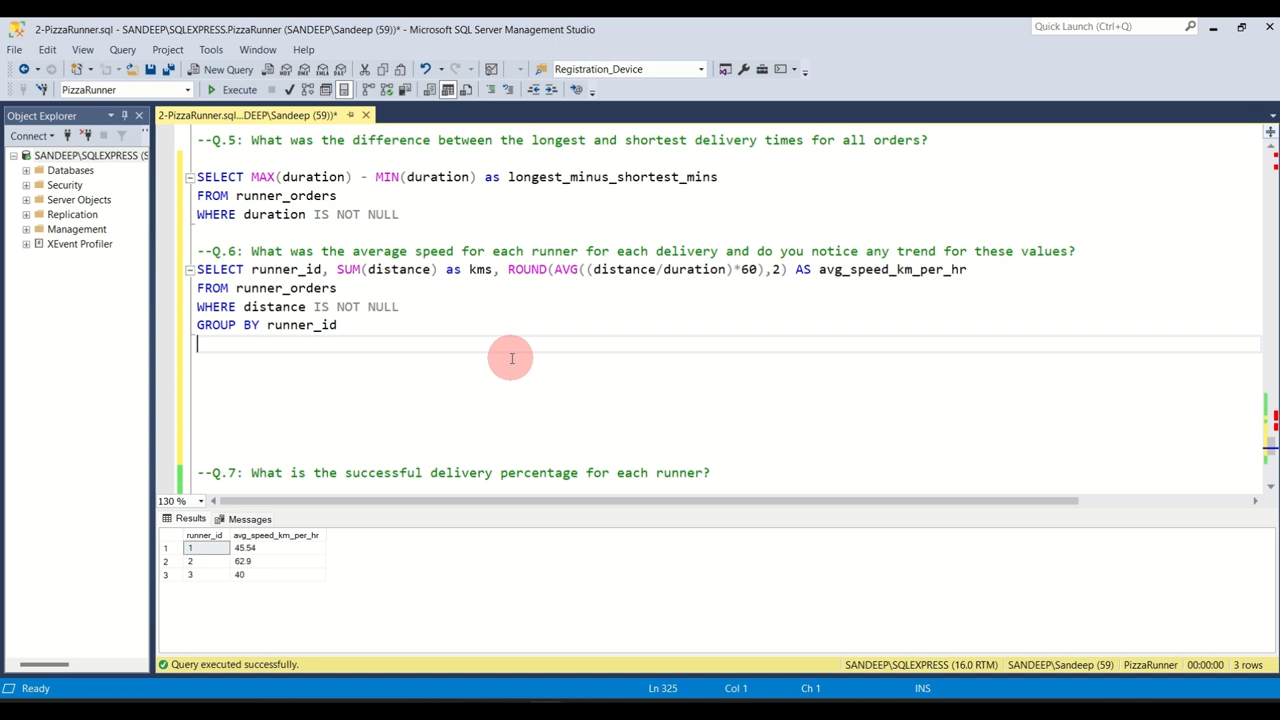 2-PizzaRunner.sql - SANDEEP\SQLEXPRESS.PizzaRunner (SANDEEP\Sandeep (59))* - Microsoft SQL Server Management Studio
Quick Launch (Ctrl+Q)
File Edit View Query Project Tools Window Help
New Query
MDX DMX XMLA DAX
Registration_Device
PizzaRunner
Execute
Object Explorer
2-PizzaRunner.sql...DEEP\Sandeep (59))*
Connect
SANDEEP\SQLEXPRESS (S
Databases
Security
Server Objects
Replication
Management
XEvent Profiler
--Q.5: What was the difference between the longest and shortest delivery times for all orders?
SELECT MAX(duration) - MIN(duration) as longest_minus_shortest_mins
FROM runner_orders
WHERE duration IS NOT NULL
--Q.6: What was the average speed for each runner for each delivery and do you notice any trend for these values?
SELECT runner_id, SUM(distance) as kms, ROUND(AVG((distance/duration)*60),2) AS avg_speed_km_per_hr
FROM runner_orders
WHERE distance IS NOT NULL
GROUP BY runner_id
--Q.7: What is the successful delivery percentage for each runner?
130 %
Results Messages
runner_id avg_speed_km_per_hr
1 1 45.54
2 2 62.9
3 3 40
Query executed successfully.
SANDEEP\SQLEXPRESS (16.0 RTM) SANDEEP\Sandeep (59) PizzaRunner 00:00:00 3 rows
Ready
Ln 325 Col 1 Ch 1 INS